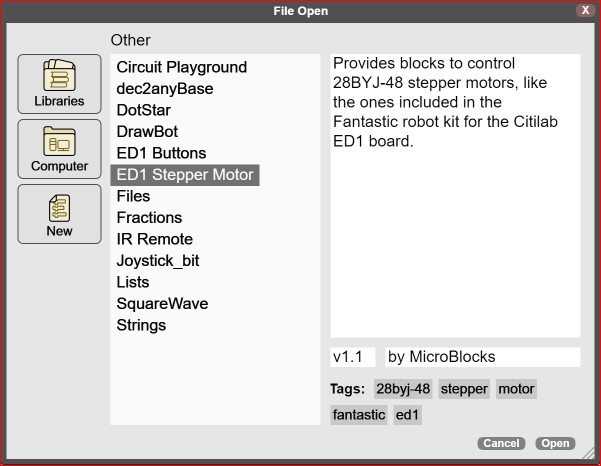 File Open
X
Other
Libraries
Computer
New
Circuit Playground
dec2anyBase
DotStar
DrawBot
ED1 Buttons
ED1 Stepper Motor
Files
Fractions
IR Remote
Joystick_bit
Lists
SquareWave
Strings
Provides blocks to control
28BYJ-48 stepper motors, like
the ones included in the
Fantastic robot kit for the Citilab
ED1 board.
v1.1 by MicroBlocks
Tags: 28byj-48 stepper motor
fantastic ed1
Cancel Open